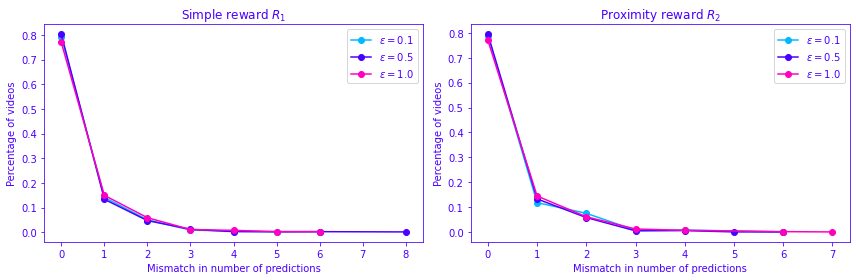 Simple reward R₁
Percentage of videos
0.8
0.7
0.6
0.5
0.4
0.3
0.2
0.1
0.0
ε = 0.1
ε = 0.5
ε = 1.0
0 1 2 3 4 5 6 7 8
Mismatch in number of predictions
Proximity reward R₂
Percentage of videos
0.8
0.7
0.6
0.5
0.4
0.3
0.2
0.1
0.0
ε = 0.1
ε = 0.5
ε = 1.0
0 1 2 3 4 5 6 7
Mismatch in number of predictions